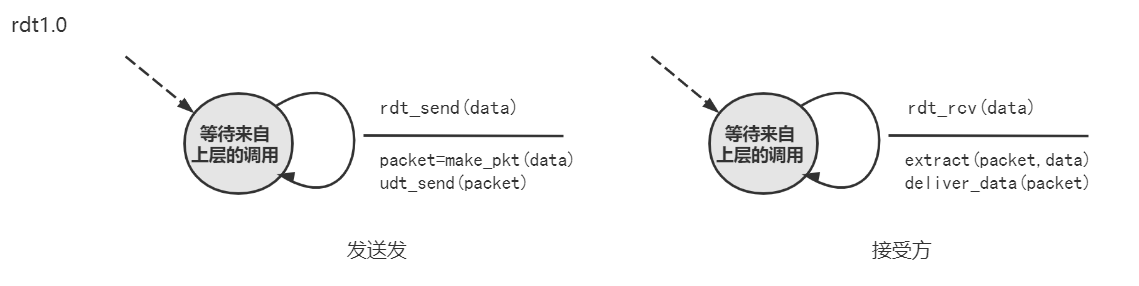 rdt1.0
等待来自
上层的调用
rdt_send(data)
packet=make_pkt(data)
udt_send(packet)
发送发
等待来自
上层的调用
rdt_rcv(data)
extract(packet,data)
deliver_data(packet)
接受方